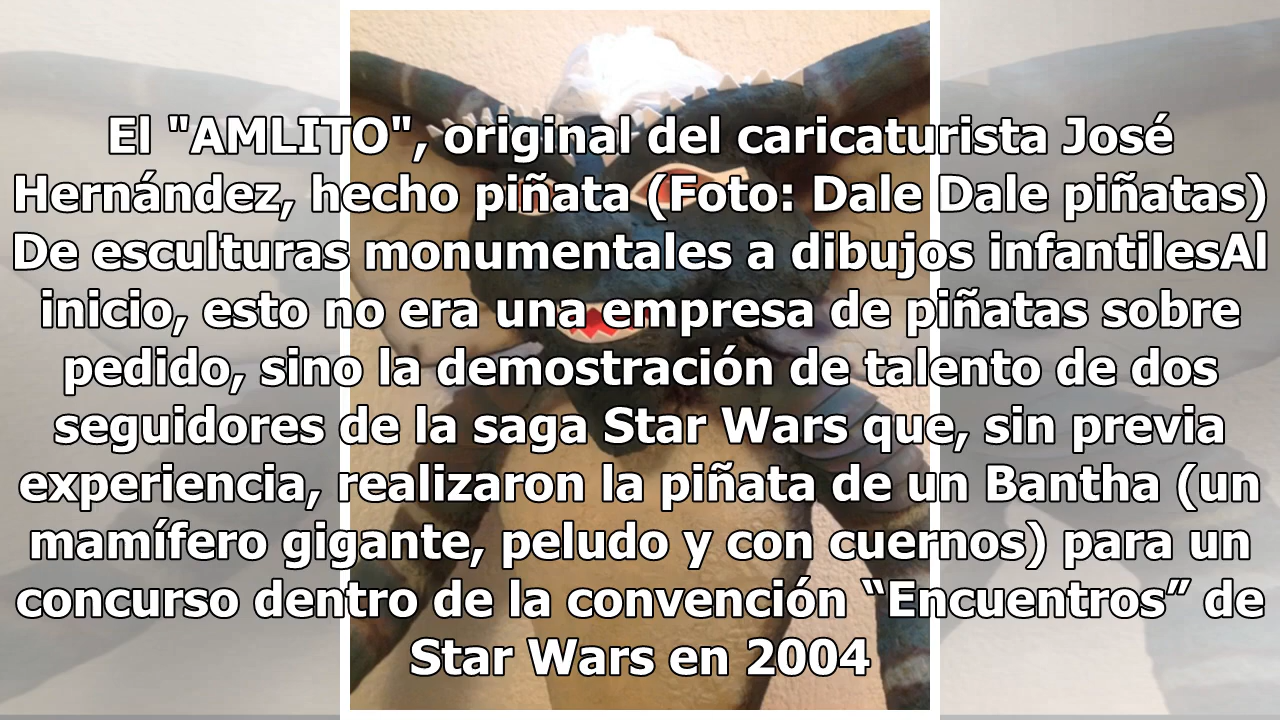 El "AMLITO", original del caricaturista José
Hernández, hecho piñata (Foto: Dale Dale piñatas)
De esculturas monumentales a dibujos infantilesAl
inicio, esto no era una empresa de piñatas sobre
pedido, sino la demostración de talento de dos
seguidores de la saga Star Wars que, sin previa
experiencia, realizaron la piñata de un Bantha (un
mamífero gigante, peludo y con cuernos) para un
concurso dentro de la convención “Encuentros” de
Star Wars en 2004